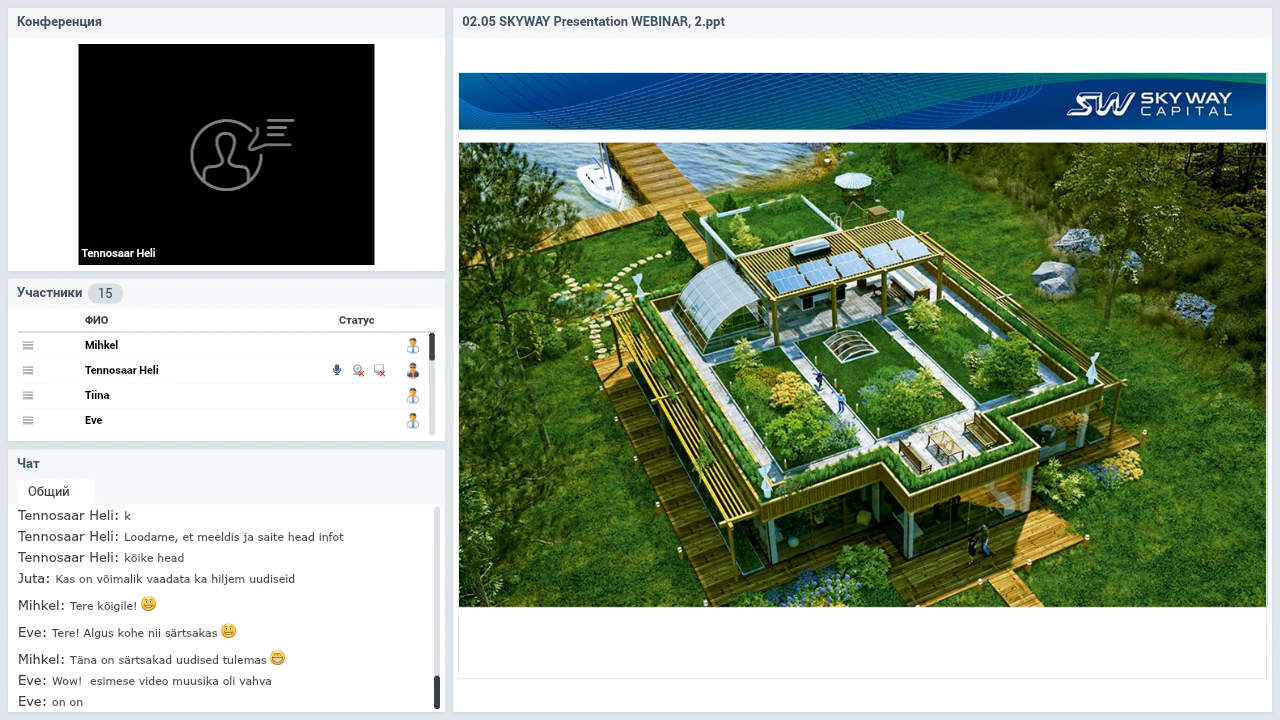 Конференция
Tennosaar Heli
Участники 15
ФИО Статус
Mihkel
Tennosaar Heli
Tiina
Eve
Чат
Общий
Tennosaar Heli: k
Tennosaar Heli: Loodame, et meeldis ja saite head infot
Tennosaar Heli: kõike head
Juta: Kas on võimalik vaadata ka hiljem uudiseid
Mihkel: Tere kõigile!
Eve: Tere! Algus kohe nii särtsakas
Mihkel: Täna on särtsakad uudised tulemas
Eve: Wow!  esimese video muusika oli vahva
Eve: on on
02.05 SKYWAY Presentation WEBINAR, 2.ppt
SW SKY WAY
CAPITAL